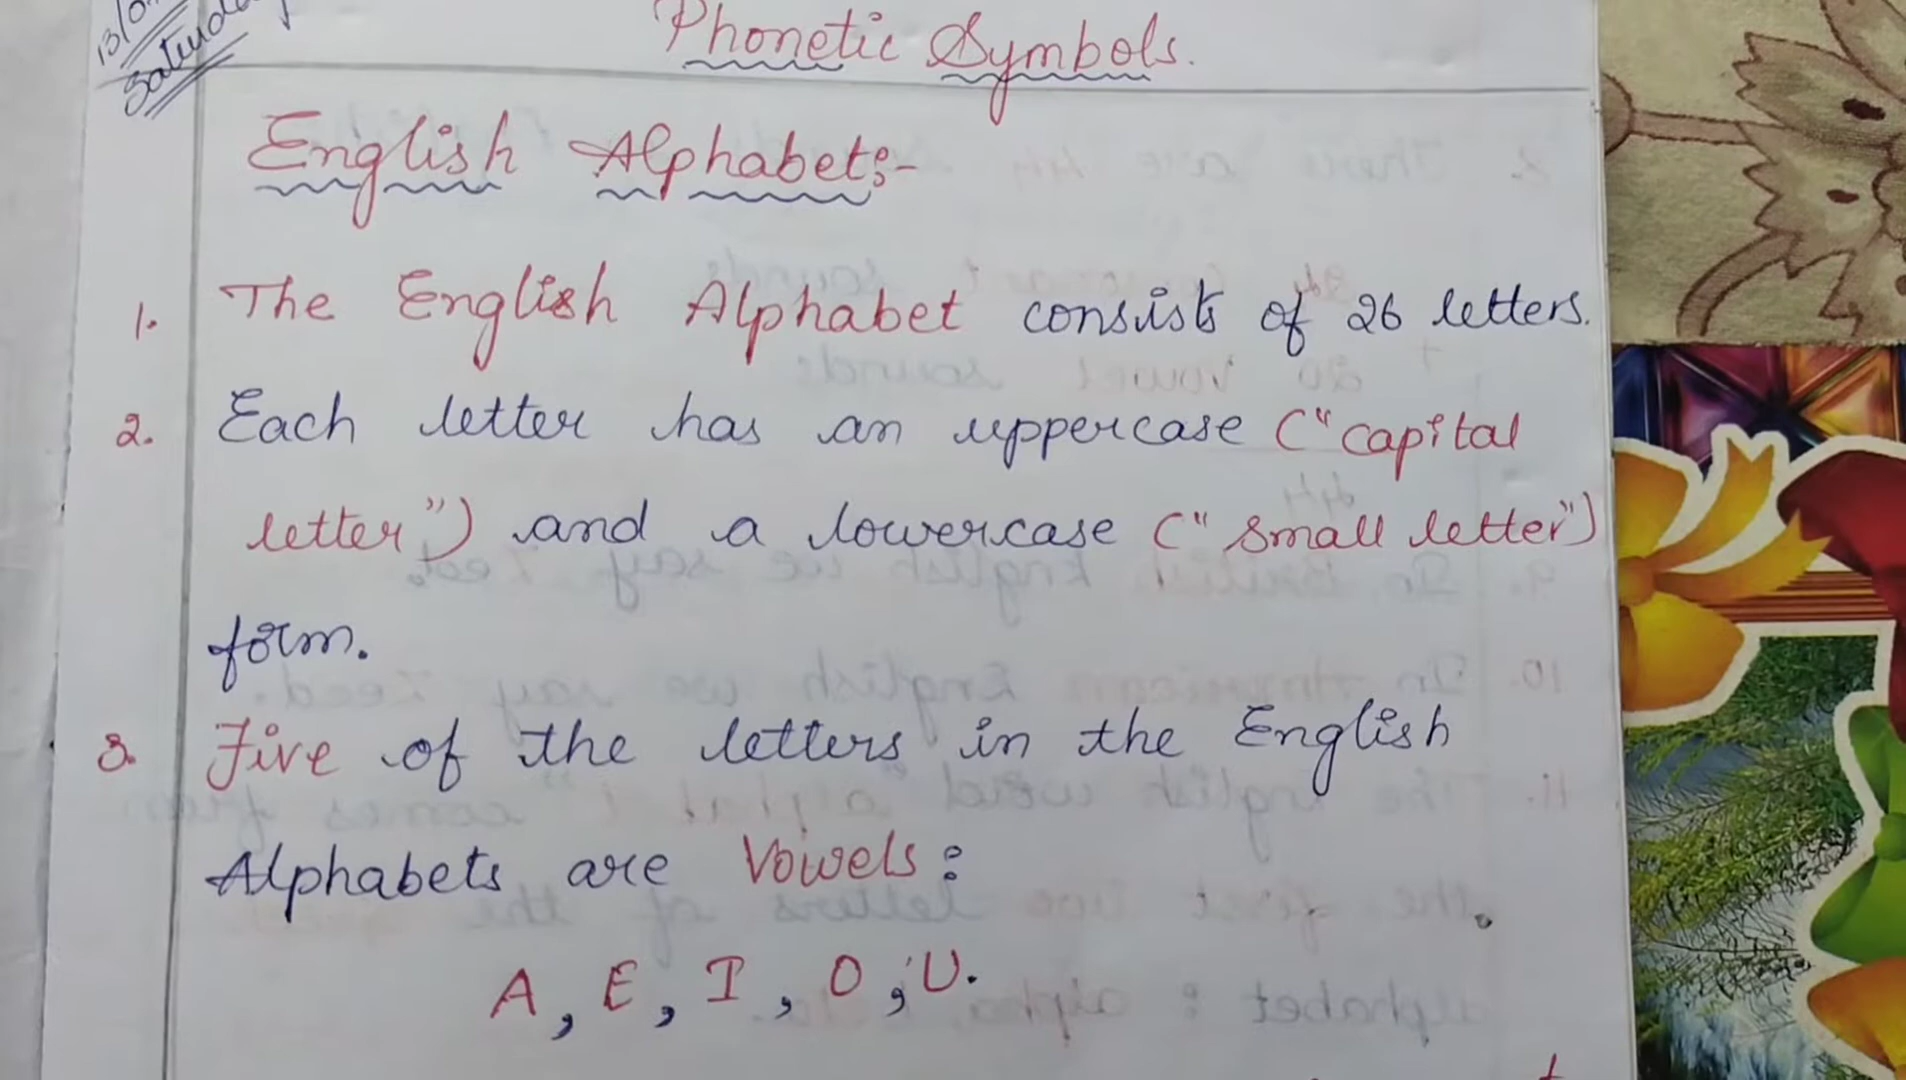 Saturday
Phonetic Symbols.
English Alphabet:-
1. The English Alphabet consists of 26 letters.
2. Each letter has an uppercase ("capital
letter") and a lowercase ("small letter")
form.
3. Five of the letters in the English
Alphabets are Vowels:
A, E, I, O, U.